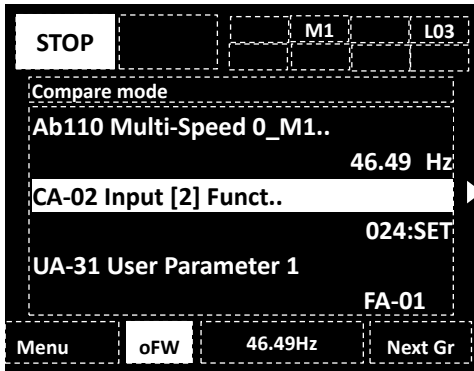 STOP M1 L03
Compare mode
Ab110 Multi-Speed 0_M1..
46.49 Hz
CA-02 Input [2] Funct..
024:SET
UA-31 User Parameter 1
FA-01
Menu oFW 46.49Hz Next Gr